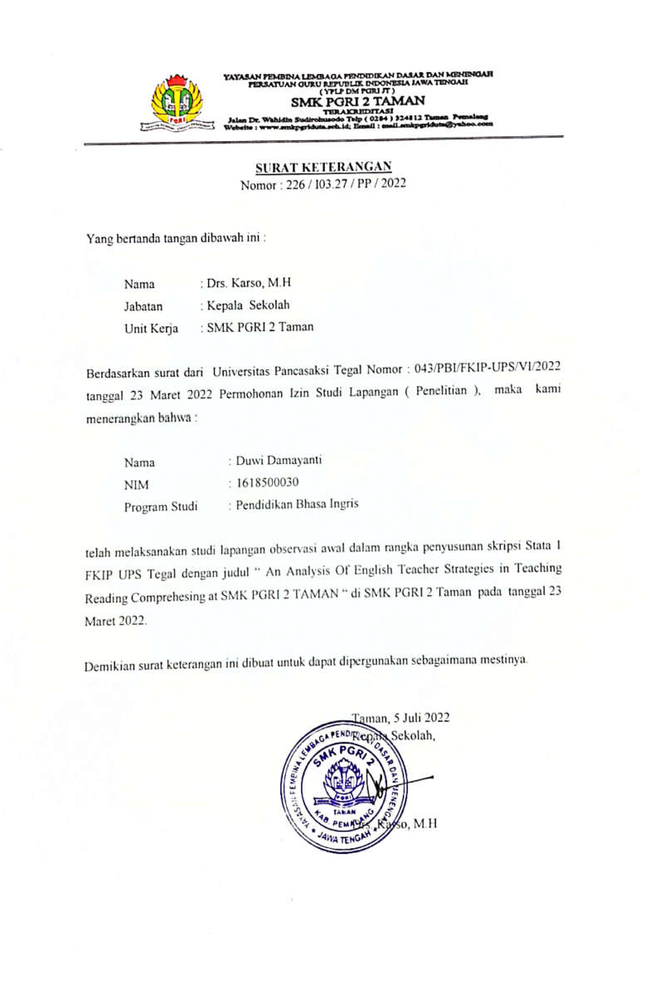 YAYASAN PEMBINA LEMBAGA PENDIDIKAN DASAR DAN MENENGAH
PERSATUAN GURU REPUBLIK INDONESIA JAWA TENGAH
( YPLP DM PGRI JT )
SMK PGRI 2 TAMAN
TERAKREDITASI
Jalan Dr. Wahidin Sudirohusodo Telp ( 0284 ) 324812 Taman Pemalang
Website : www.smkpgriduta.sch.id; Email : mail.smkpgriduta@yahoo.com
PGRI
SURAT KETERANGAN
Nomor : 226 / I03.27 / PP / 2022
Yang bertanda tangan dibawah ini :
Nama : Drs. Karso, M.H
Jabatan : Kepala Sekolah
Unit Kerja : SMK PGRI 2 Taman
Berdasarkan surat dari Universitas Pancasaksi Tegal Nomor : 043/PBI/FKIP-UPS/VI/2022
tanggal 23 Maret 2022 Permohonan Izin Studi Lapangan ( Penelitian ), maka kami
menerangkan bahwa :
Nama : Duwi Damayanti
NIM : 1618500030
Program Studi : Pendidikan Bhasa Ingris
telah melaksanakan studi lapangan observasi awal dalam rangka penyusunan skripsi Stata 1
FKIP UPS Tegal dengan judul “ An Analysis Of English Teacher Strategies in Teaching
Reading Comprehesing at SMK PGRI 2 TAMAN “ di SMK PGRI 2 Taman pada tanggal 23
Maret 2022.
Demikian surat keterangan ini dibuat untuk dapat dipergunakan sebagaimana mestinya.
Taman, 5 Juli 2022
Kepala Sekolah,
YAYASAN PEMBINA LEMBAGA PENDIDIKAN DASAR DAN MENENGAH
SMK PGRI 2
PGRI
TAMAN
KAB. PEMALANG
JAWA TENGAH
Drs. Karso, M.H